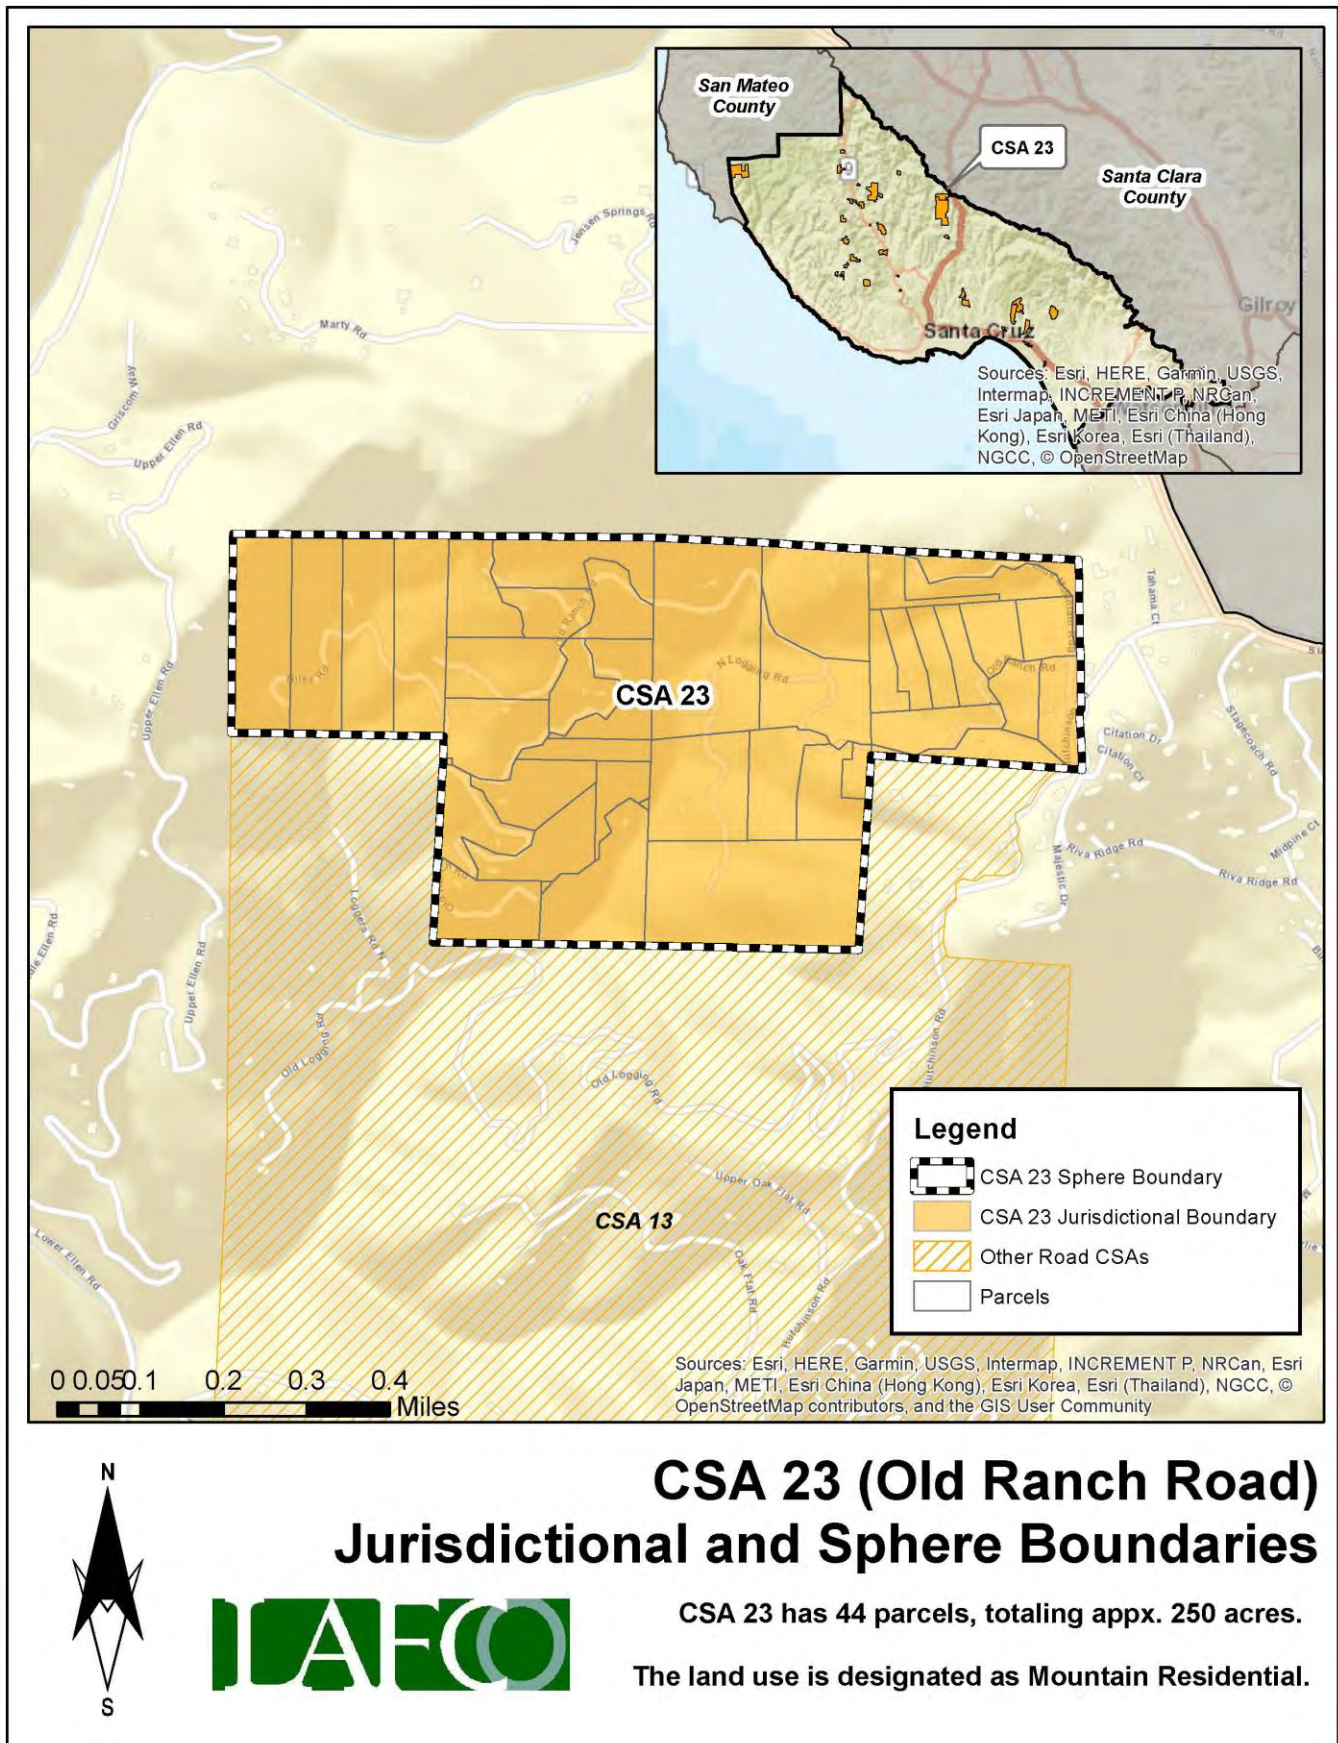 San Mateo
County
CSA 23
Santa Clara
County
9
Gilroy
Santa Cruz
Sources: Esri, HERE, Garmin, USGS,
Intermap, INCREMENT P, NRCan,
Esri Japan, METI, Esri China (Hong
Kong), Esri Korea, Esri (Thailand),
NGCC, © OpenStreetMap
Jensen Springs Rd
Marty Rd
Griscom Way
Upper Ellen Rd
Tahama Ct
Old Ranch Rd
N Logging Rd
Old Ranch Rd
CSA 23
Upper Ellen Rd
Hutchinson
Citation Dr
Citation Ct
Stagecoach Rd
Midpine Ct
Riva Ridge Rd
Riva Ridge Rd
Majestic Dr
Loggers Rd N
Upper Ellen Rd
Old Logging Rd
Old Logging Rd
Hutchinson Rd
Upper Oak Flat Rd
CSA 13
Oak Flat Rd
Hutchinson Rd
Lower Ellen Rd
Legend
CSA 23 Sphere Boundary
CSA 23 Jurisdictional Boundary
Other Road CSAs
Parcels
0 0.05 0.1 0.2 0.3 0.4
Miles
Sources: Esri, HERE, Garmin, USGS, Intermap, INCREMENT P, NRCan, Esri
Japan, METI, Esri China (Hong Kong), Esri Korea, Esri (Thailand), NGCC, ©
OpenStreetMap contributors, and the GIS User Community
N
S
CSA 23 (Old Ranch Road)
Jurisdictional and Sphere Boundaries
LAFCO
CSA 23 has 44 parcels, totaling appx. 250 acres.
The land use is designated as Mountain Residential.